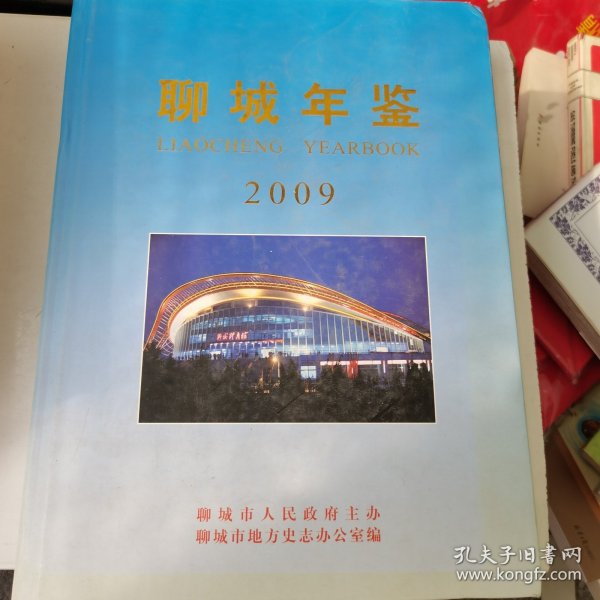 聊城年鉴
LIAOCHENG YEARBOOK
2009
聊城市人民政府主办
聊城市地方史志办公室编
孔夫子旧书网
www.kongfz.com